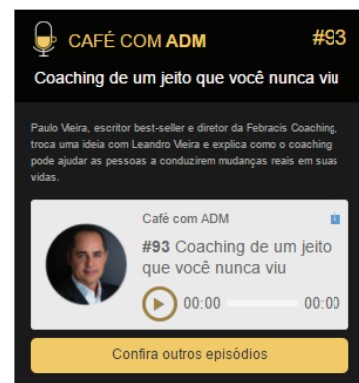 CAFÉ COM ADM
#93
Coaching de um jeito que você nunca viu
Paulo Vieira, escritor best-seller e diretor da Febracis Coaching,
troca uma ideia com Leandro Vieira e explica como o coaching
pode ajudar as pessoas a conduzirem mudanças reais em suas
vidas.
Café com ADM
#93 Coaching de um jeito
que você nunca viu
00:00
00:00
Confira outros episódios